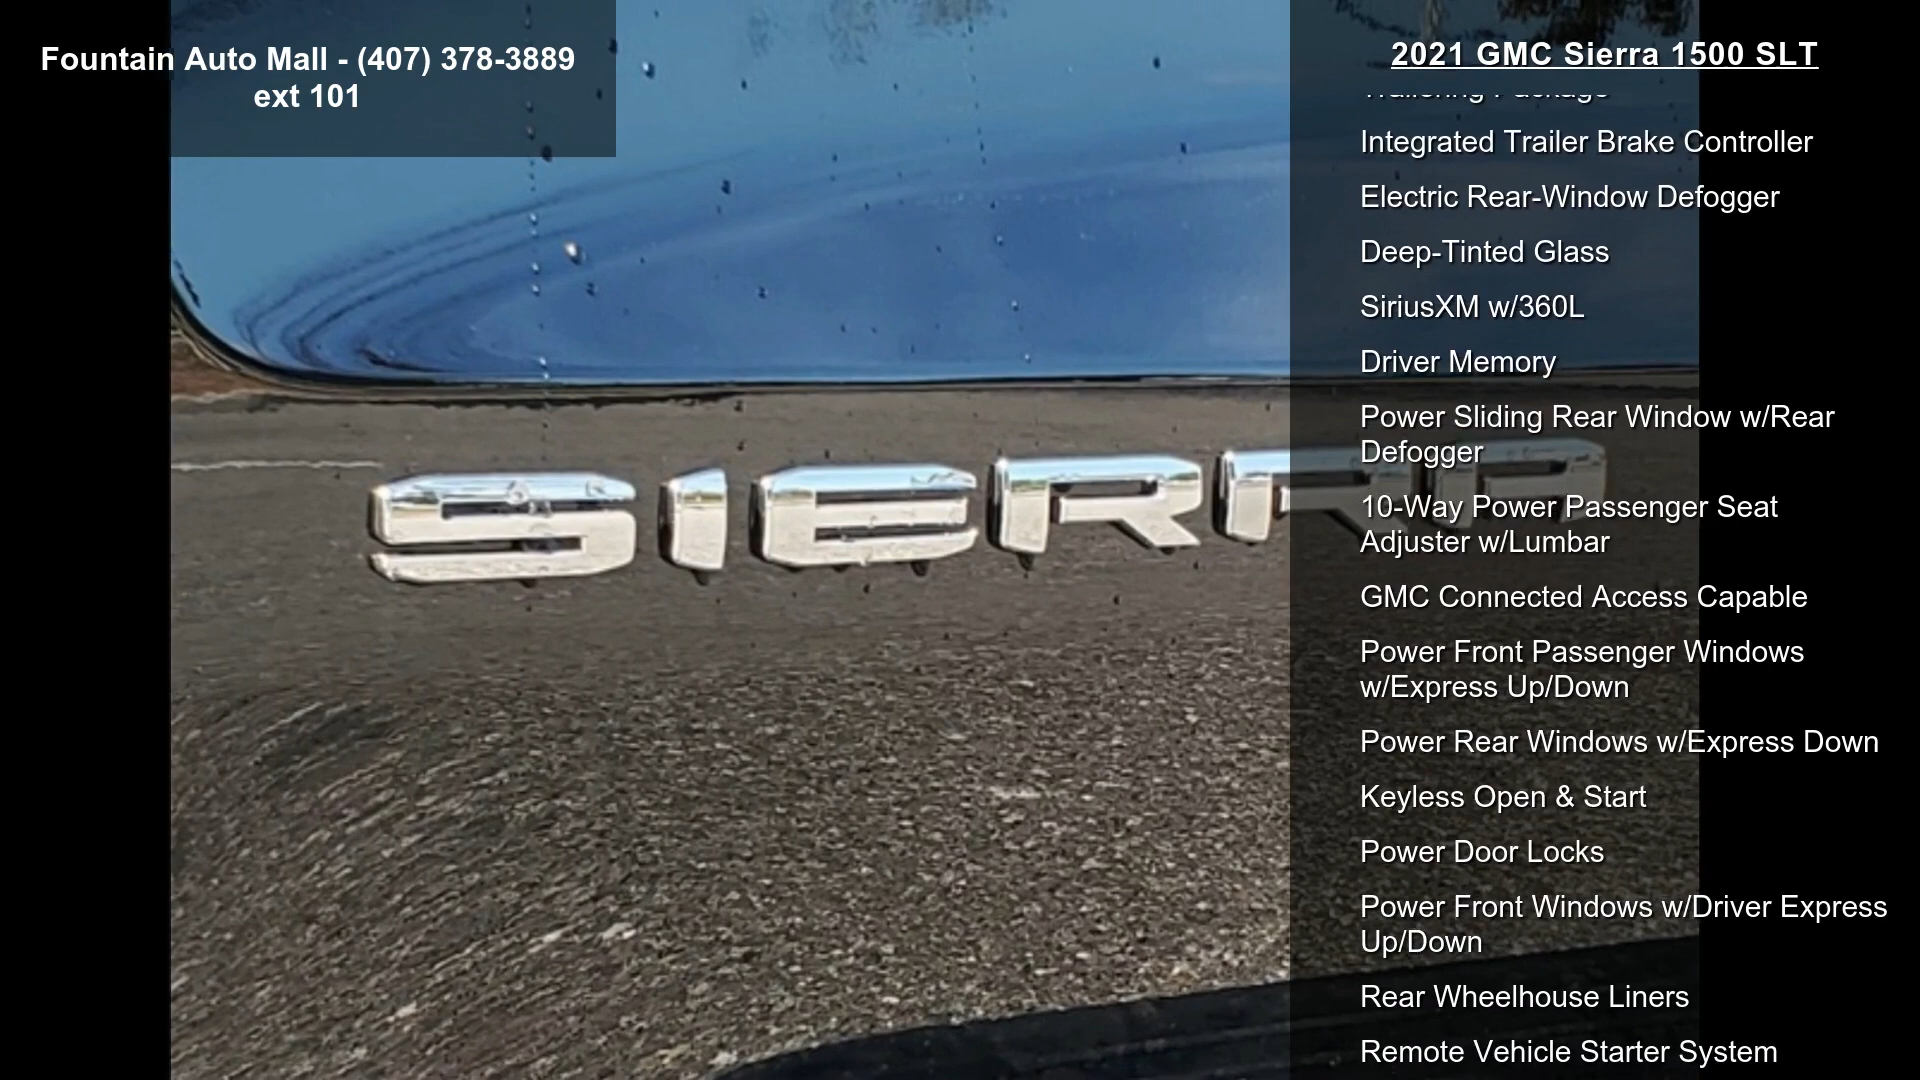 Fountain Auto Mall - (407) 378-3889
ext 101
2021 GMC Sierra 1500 SLT
Trailering Package
Integrated Trailer Brake Controller
Electric Rear-Window Defogger
Deep-Tinted Glass
SiriusXM w/360L
Driver Memory
Power Sliding Rear Window w/Rear
Defogger
10-Way Power Passenger Seat
Adjuster w/Lumbar
GMC Connected Access Capable
Power Front Passenger Windows
w/Express Up/Down
Power Rear Windows w/Express Down
Keyless Open & Start
Power Door Locks
Power Front Windows w/Driver Express
Up/Down
Rear Wheelhouse Liners
Remote Vehicle Starter System
SIERRA